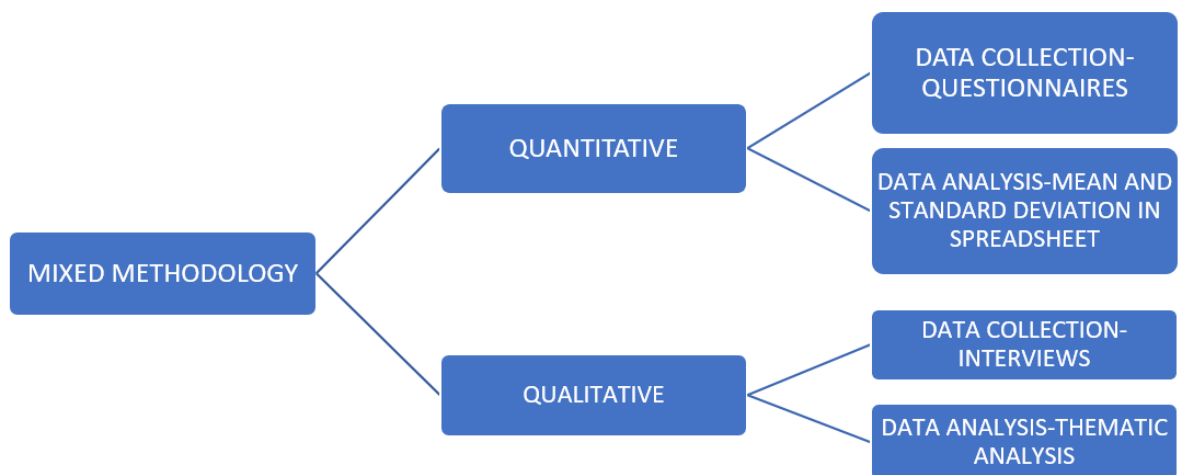 DATA COLLECTION-
QUESTIONNAIRES
QUANTITATIVE
DATA ANALYSIS-MEAN AND
STANDARD DEVIATION IN
SPREADSHEET
MIXED METHODOLOGY
DATA COLLECTION-
INTERVIEWS
QUALITATIVE
DATA ANALYSIS-THEMATIC
ANALYSIS